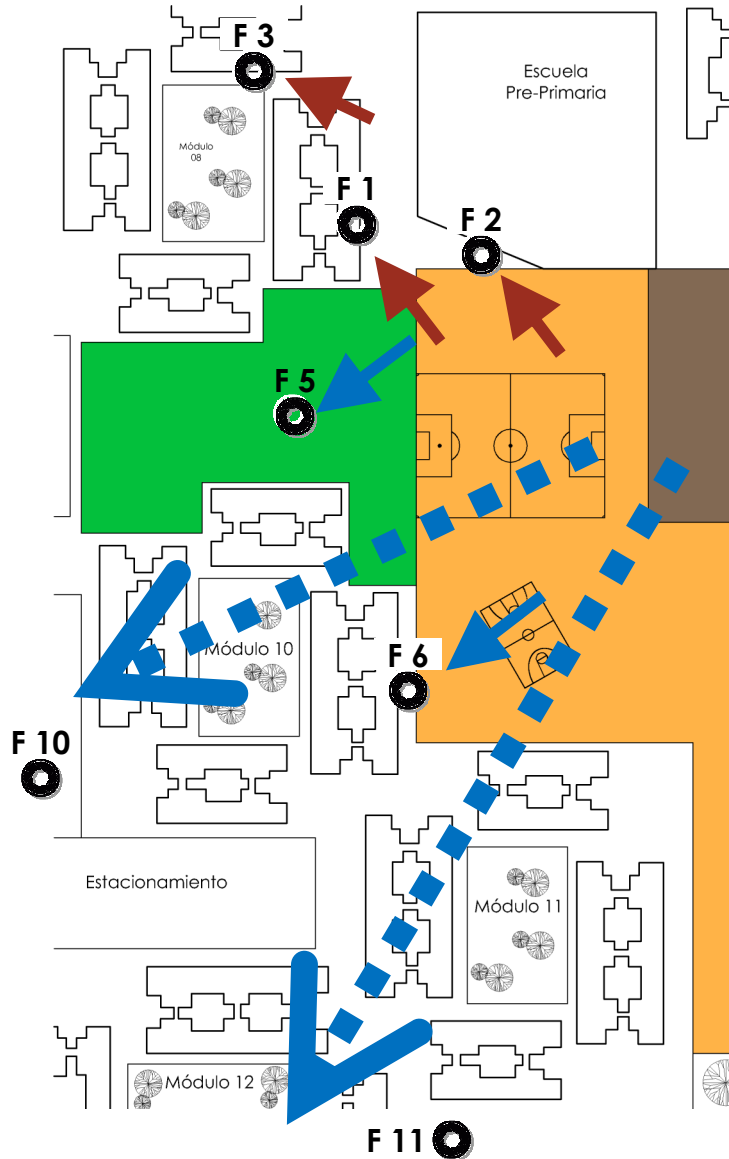 F 3
Escuela
Pre-Primaria
Módulo
08
F 1
F 2
F 5
Módulo 10
F 6
F 10
Estacionamiento
Módulo 11
Módulo 12
F 11